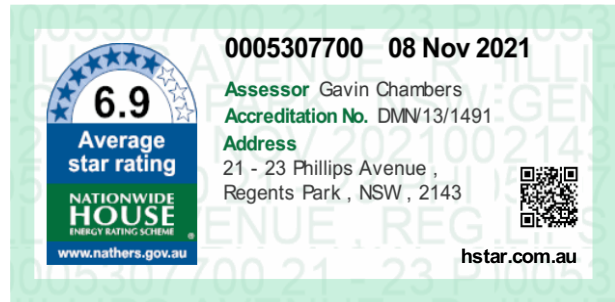 0005307700 08 Nov 2021
6.9
Average
star rating
NATIONWIDE
HOUSE
ENERGY RATING SCHEME
®
www.nathers.gov.au
Assessor Gavin Chambers
Accreditation No. DMN/13/1491
Address
21 - 23 Phillips Avenue ,
Regents Park , NSW , 2143
hstar.com.au